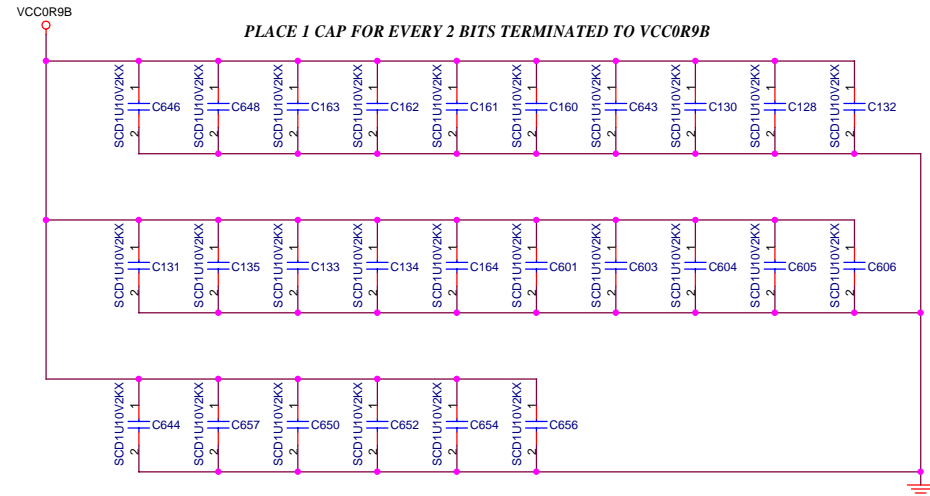 VCC0R9B
PLACE 1 CAP FOR EVERY 2 BITS TERMINATED TO VCC0R9B
SCD1U10V2KX 1 2 C646
SCD1U10V2KX 1 2 C648
SCD1U10V2KX 1 2 C163
SCD1U10V2KX 1 2 C162
SCD1U10V2KX 1 2 C161
SCD1U10V2KX 1 2 C160
SCD1U10V2KX 1 2 C643
SCD1U10V2KX 1 2 C130
SCD1U10V2KX 1 2 C128
SCD1U10V2KX 1 2 C132
SCD1U10V2KX 1 2 C131
SCD1U10V2KX 1 2 C135
SCD1U10V2KX 1 2 C133
SCD1U10V2KX 1 2 C134
SCD1U10V2KX 1 2 C164
SCD1U10V2KX 1 2 C601
SCD1U10V2KX 1 2 C603
SCD1U10V2KX 1 2 C604
SCD1U10V2KX 1 2 C605
SCD1U10V2KX 1 2 C606
SCD1U10V2KX 1 2 C644
SCD1U10V2KX 1 2 C657
SCD1U10V2KX 1 2 C650
SCD1U10V2KX 1 2 C652
SCD1U10V2KX 1 2 C654
SCD1U10V2KX 1 2 C656